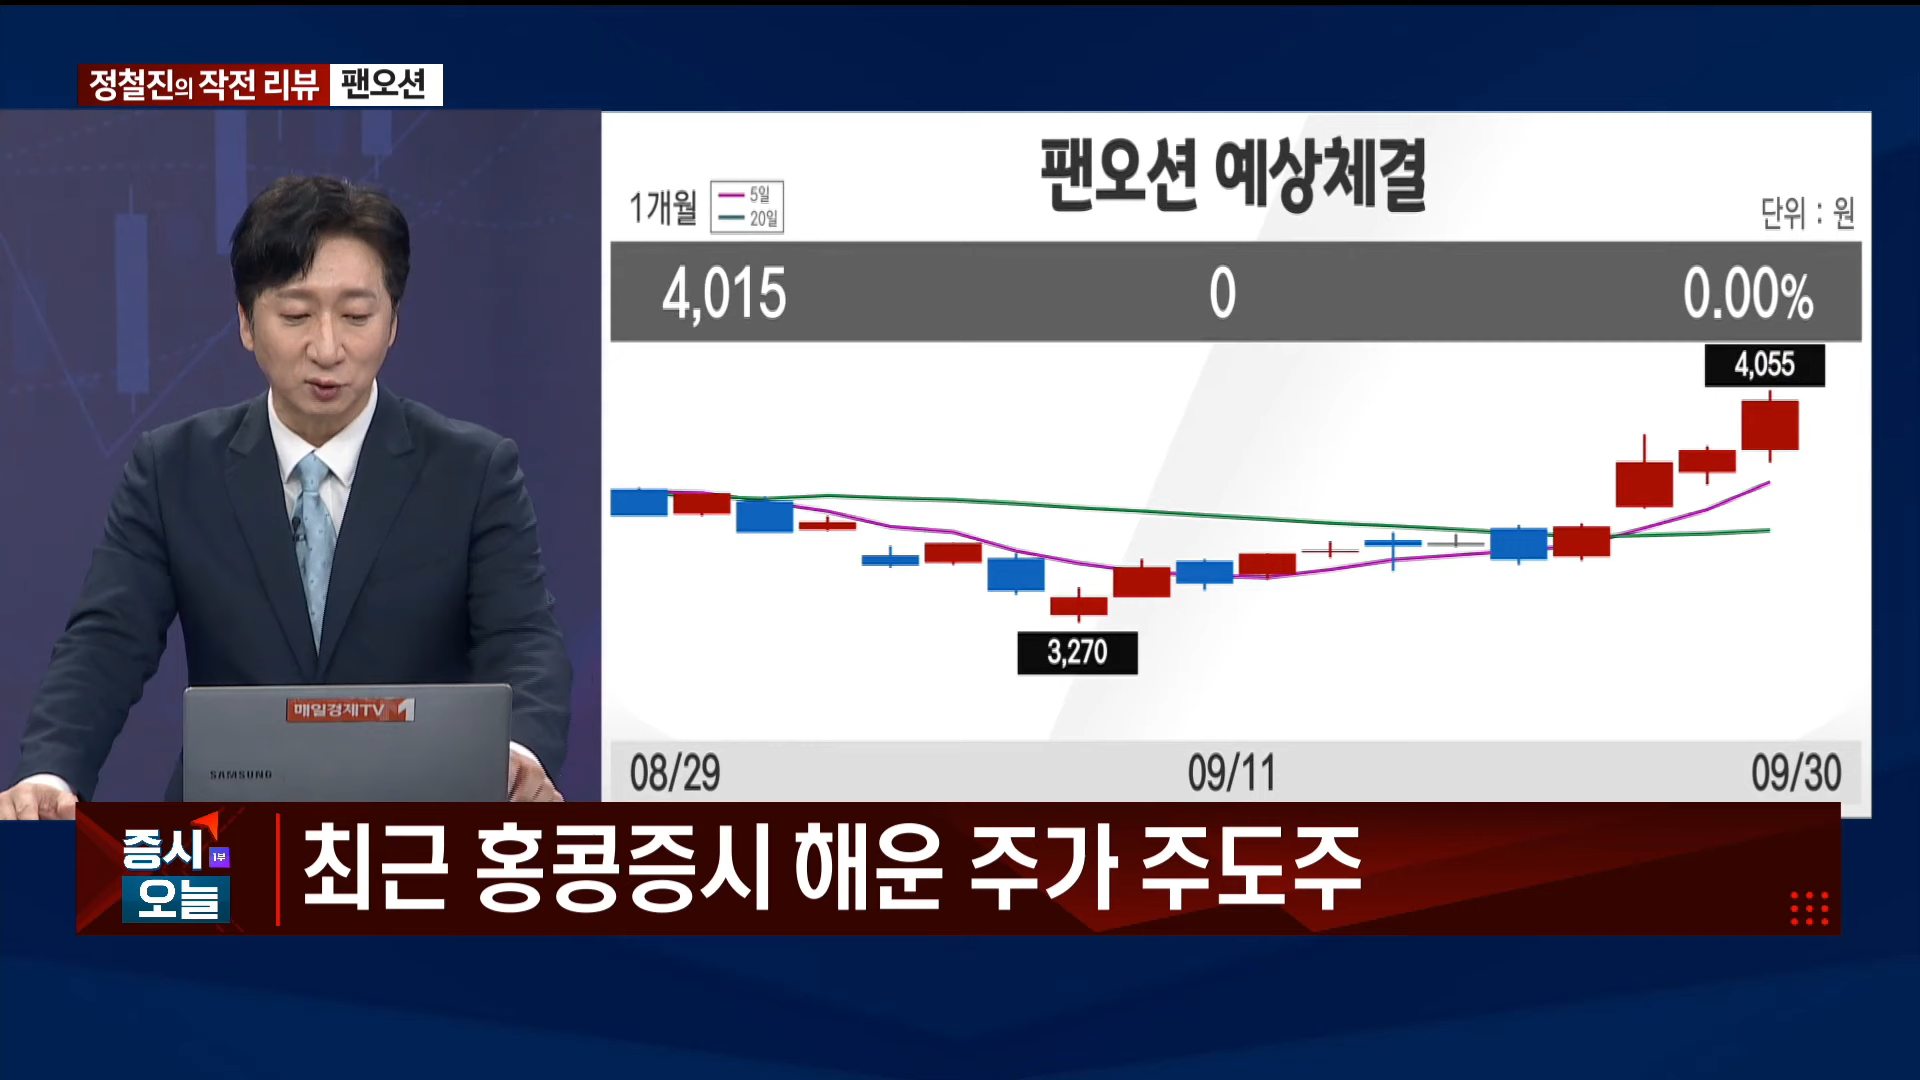 정철진의 작전 리뷰 팬오션
팬오션 예상체결
1개월
5일
20일
단위 : 원
4,015 0 0.00%
4,055
3,270
08/29 09/11 09/30
매일경제TV
SAMSUNG
증시 1부
오늘
최근 홍콩증시 해운 주가 주도주